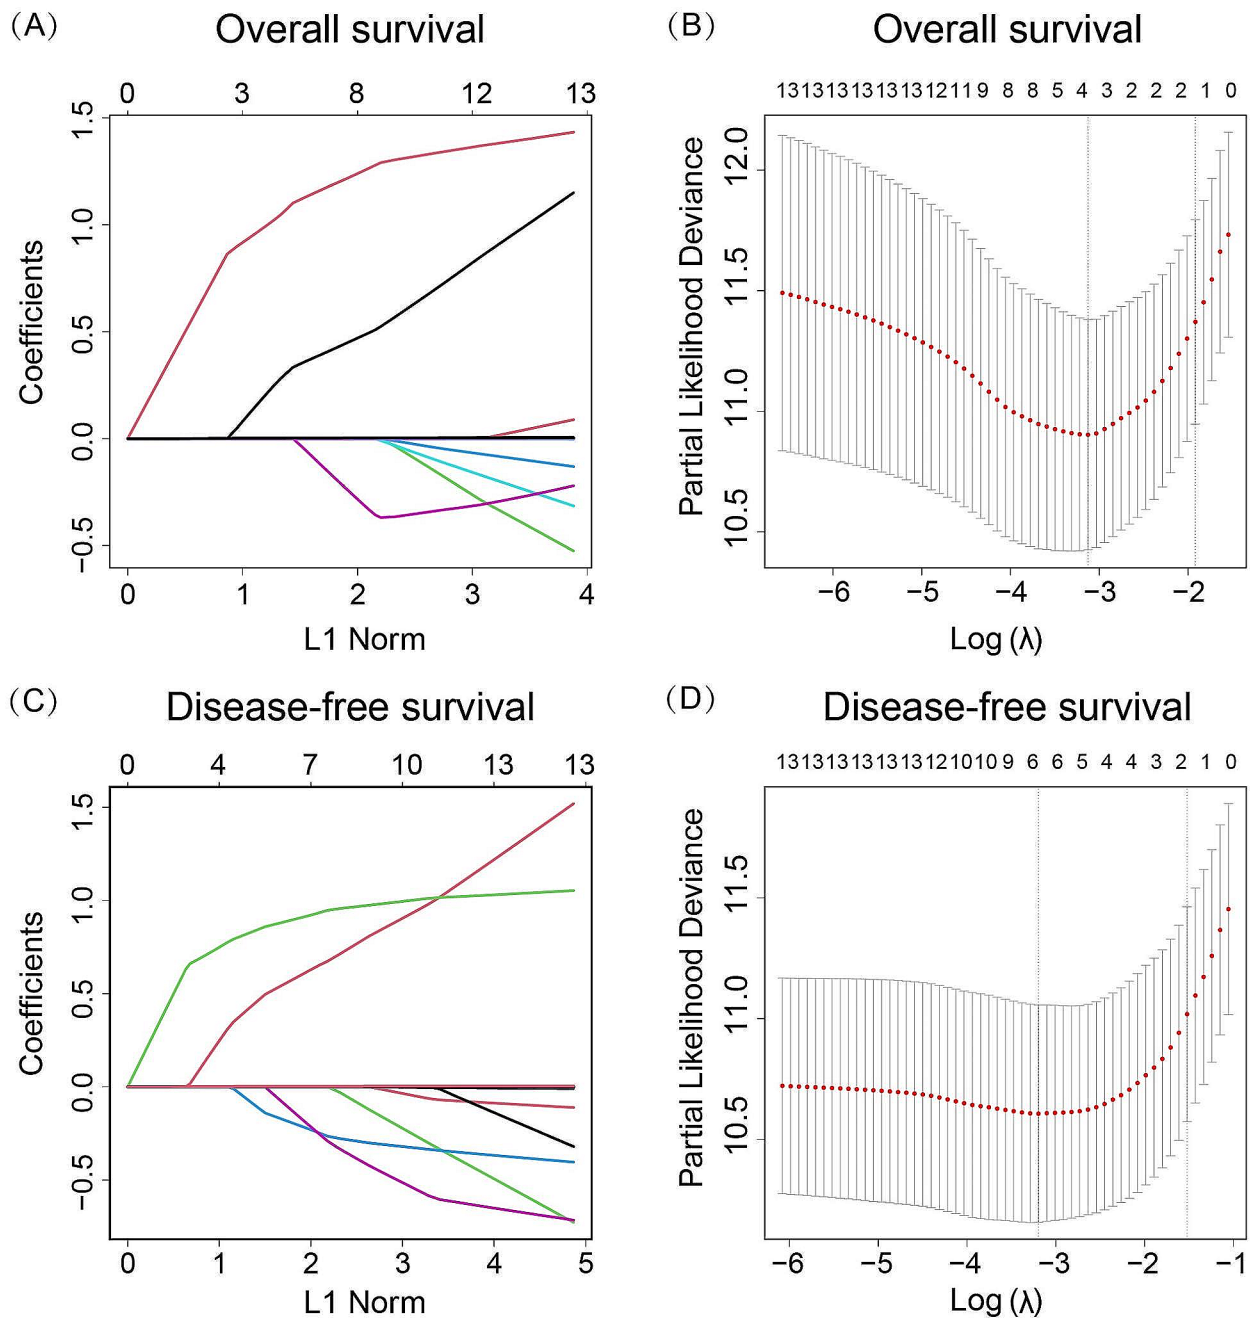 (A)
Overall survival
0 3 8 12 13
1.5
1.0
0.5
0.0
−0.5
Coefficients
0 1 2 3 4
L1 Norm
(B)
Overall survival
13 13 13 13 13 13 12 11 9 8 8 5 4 3 2 2 2 1 0
12.0
11.5
11.0
10.5
Partial Likelihood Deviance
−6 −5 −4 −3 −2
Log (λ)
(C)
Disease-free survival
0 4 7 10 13 13
1.5
1.0
0.5
0.0
−0.5
Coefficients
0 1 2 3 4 5
L1 Norm
(D)
Disease-free survival
13 13 13 13 13 13 12 10 10 9 6 6 5 4 4 3 2 1 0
11.5
11.0
10.5
Partial Likelihood Deviance
−6 −5 −4 −3 −2 −1
Log (λ)